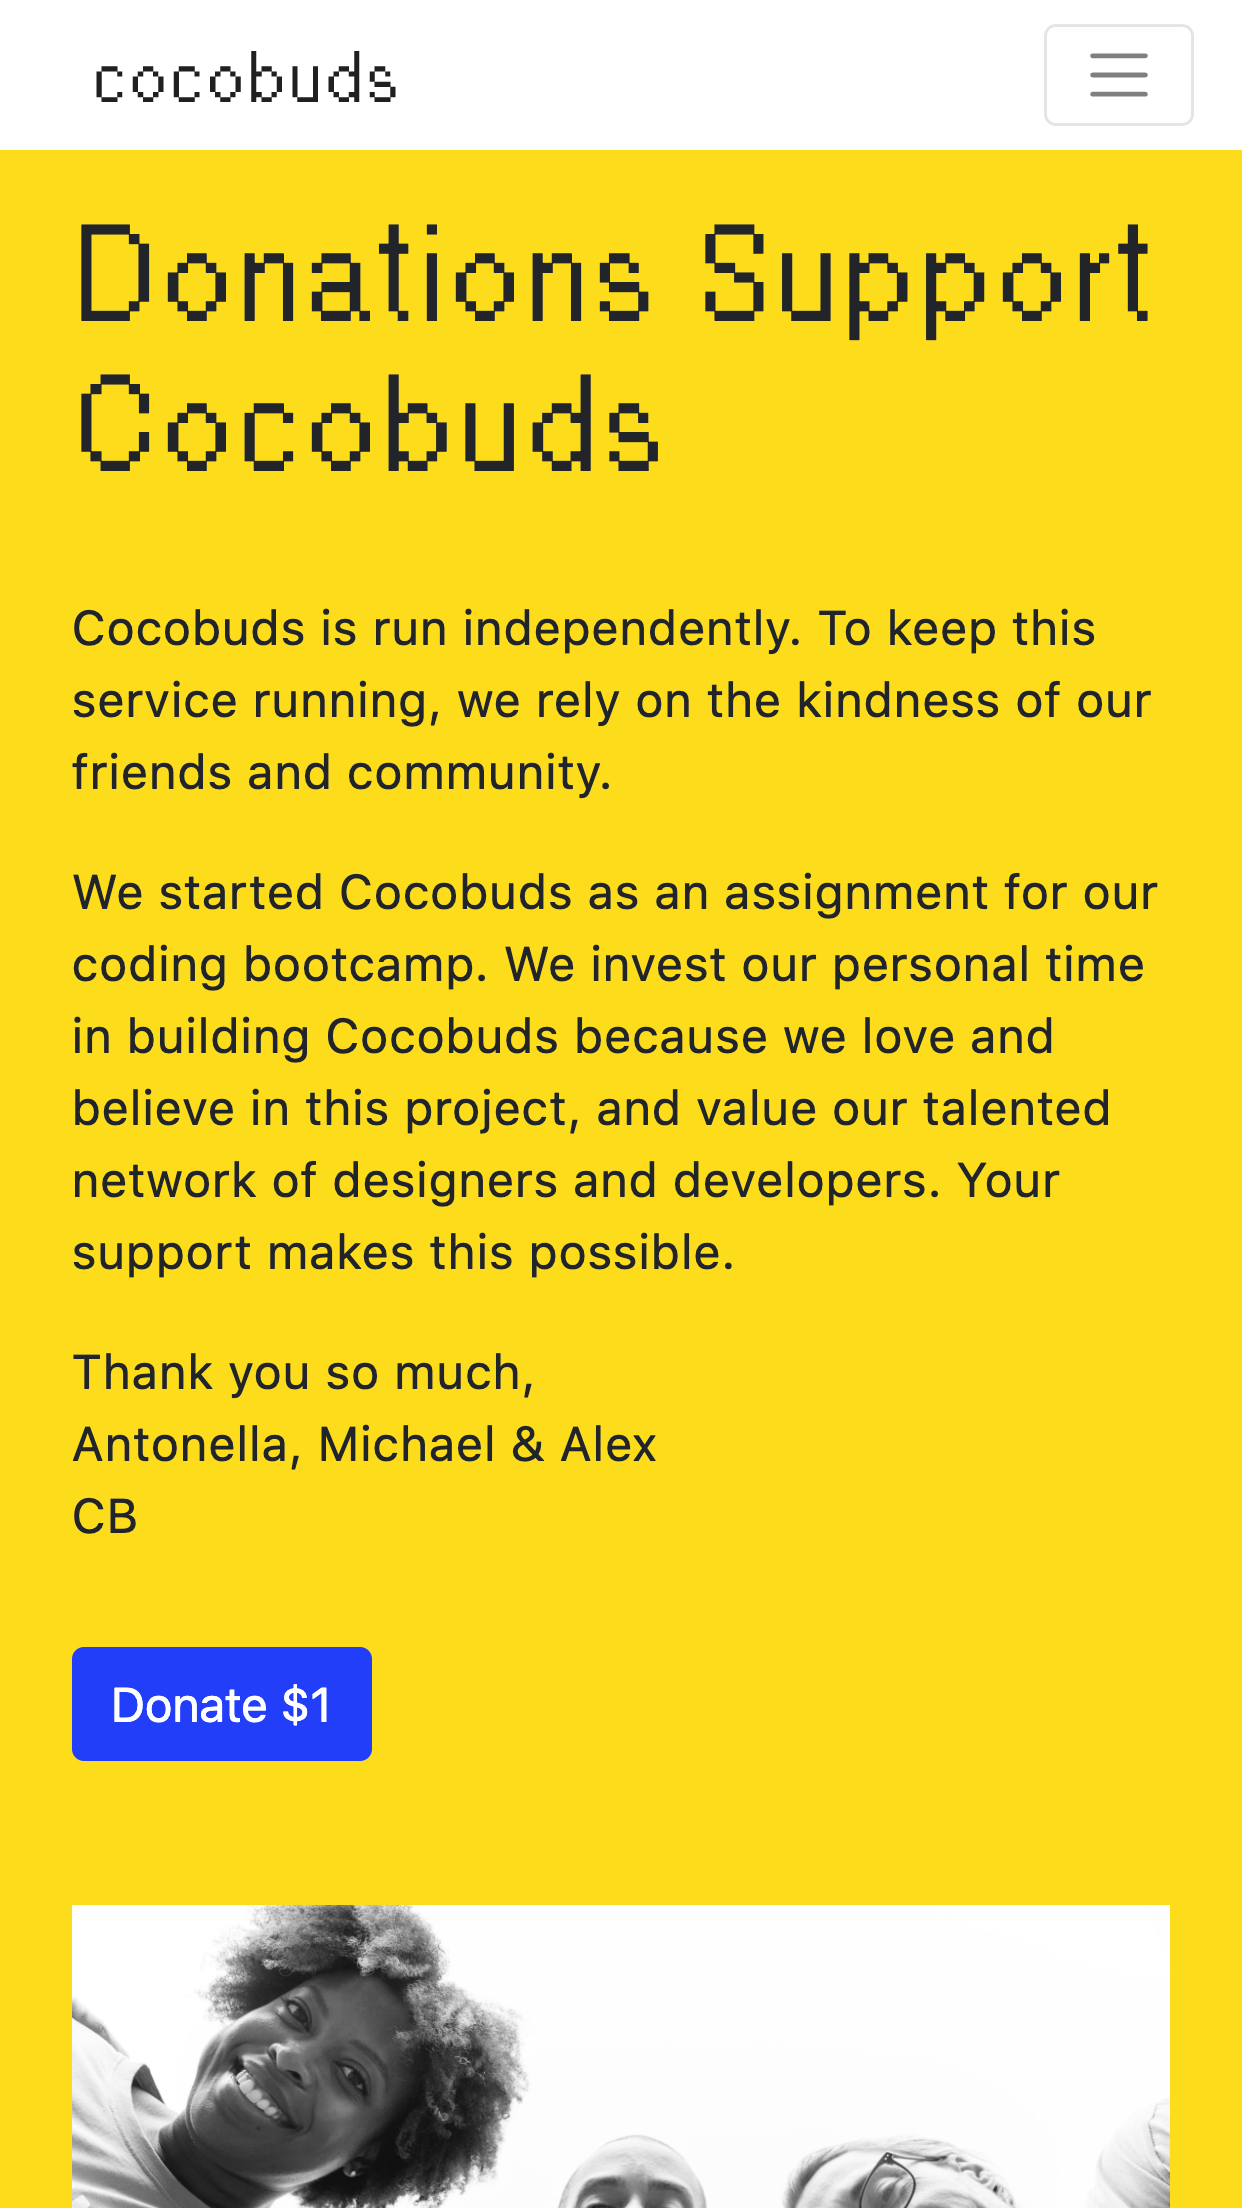 cocobuds
Donations Support
Cocobuds
Cocobuds is run independently. To keep this
service running, we rely on the kindness of our
friends and community.
We started Cocobuds as an assignment for our
coding bootcamp. We invest our personal time
in building Cocobuds because we love and
believe in this project, and value our talented
network of designers and developers. Your
support makes this possible.
Thank you so much,
Antonella, Michael & Alex
CB
Donate $1